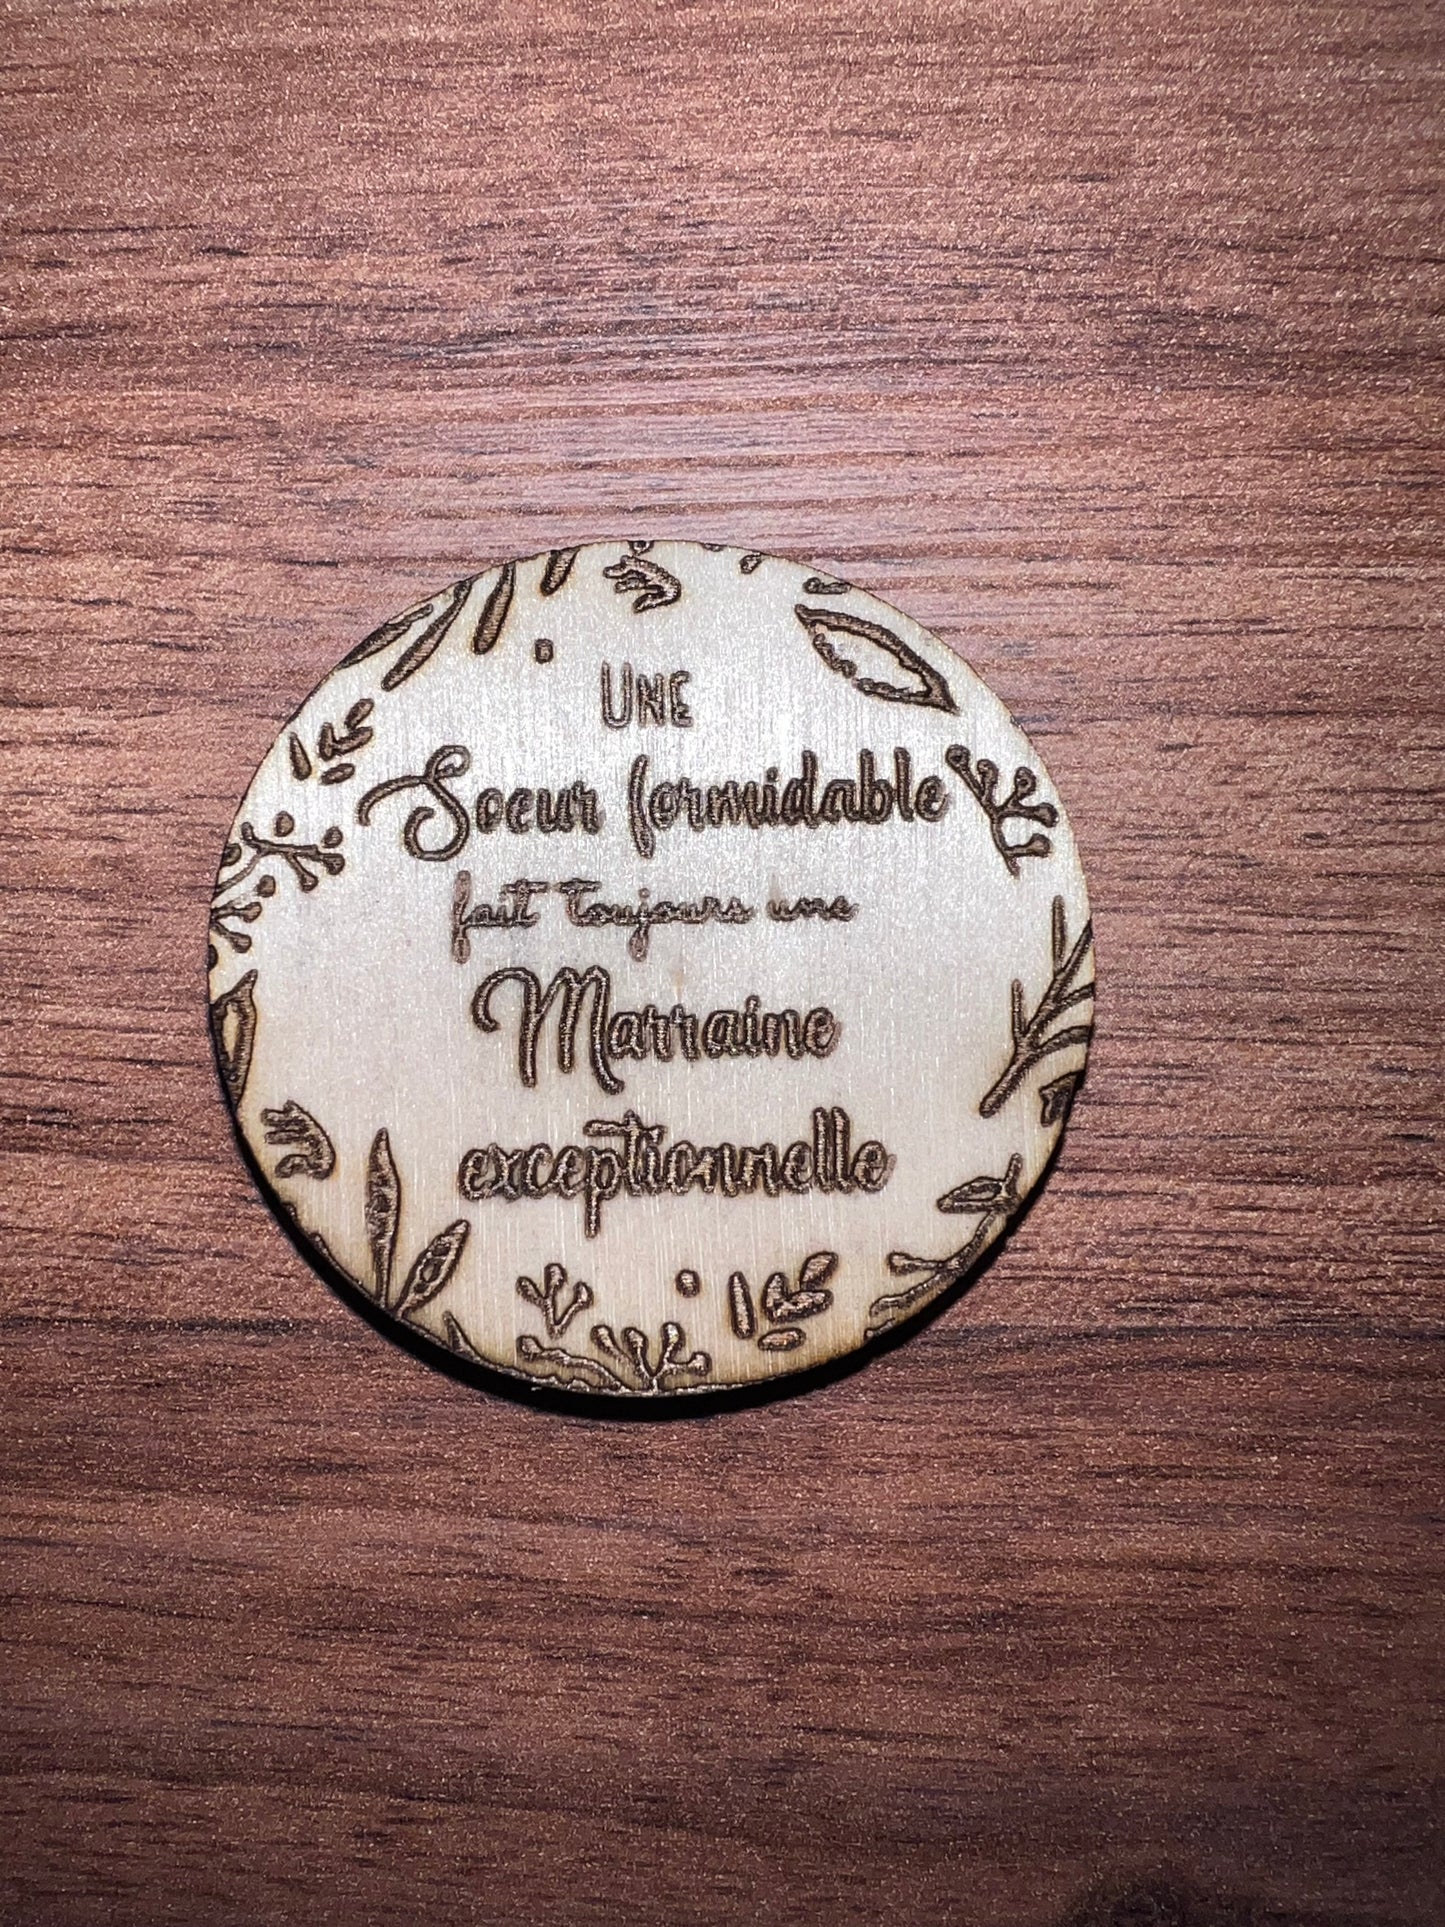 UNE
Soeur formidable
fait toujours une
Marraine
exceptionnelle